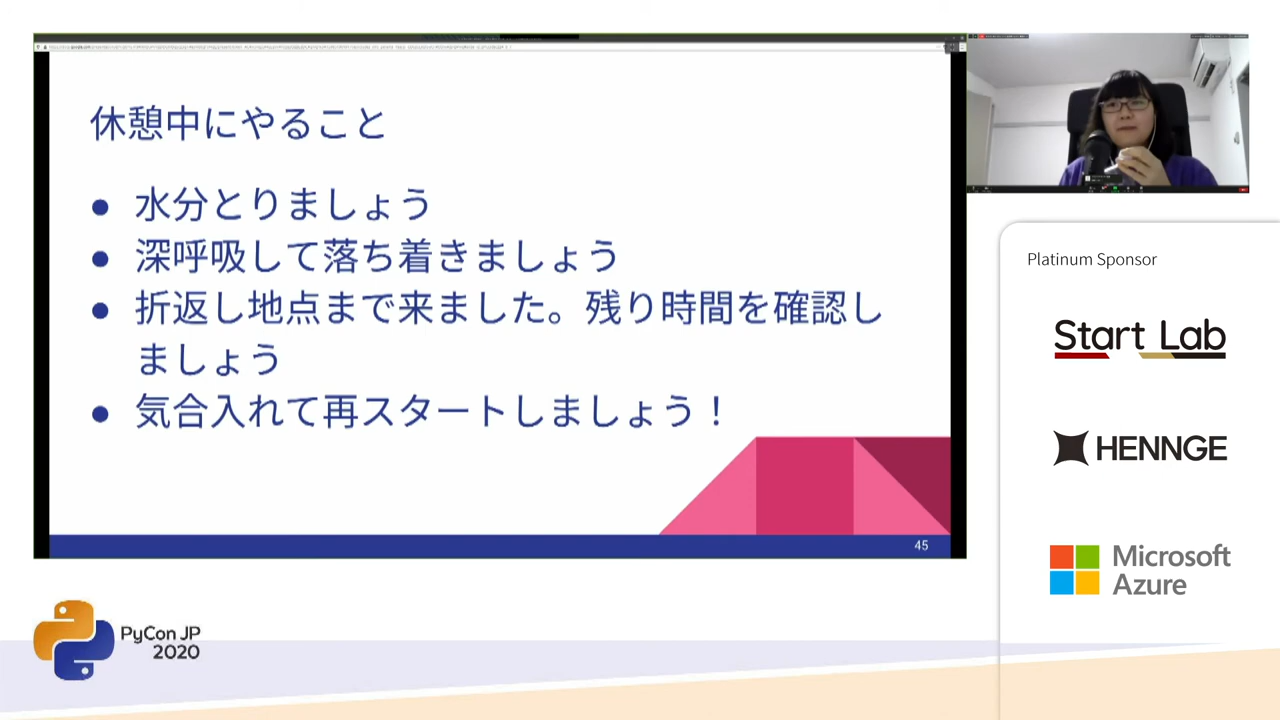 休憩中にやること
● 水分とりましょう
● 深呼吸して落ち着きましょう
● 折返し地点まで来ました。残り時間を確認し
ましょう
● 気合入れて再スタートしましょう！
45
Platinum Sponsor
Start Lab
HENNGE
Microsoft
Azure
PyCon JP
2020